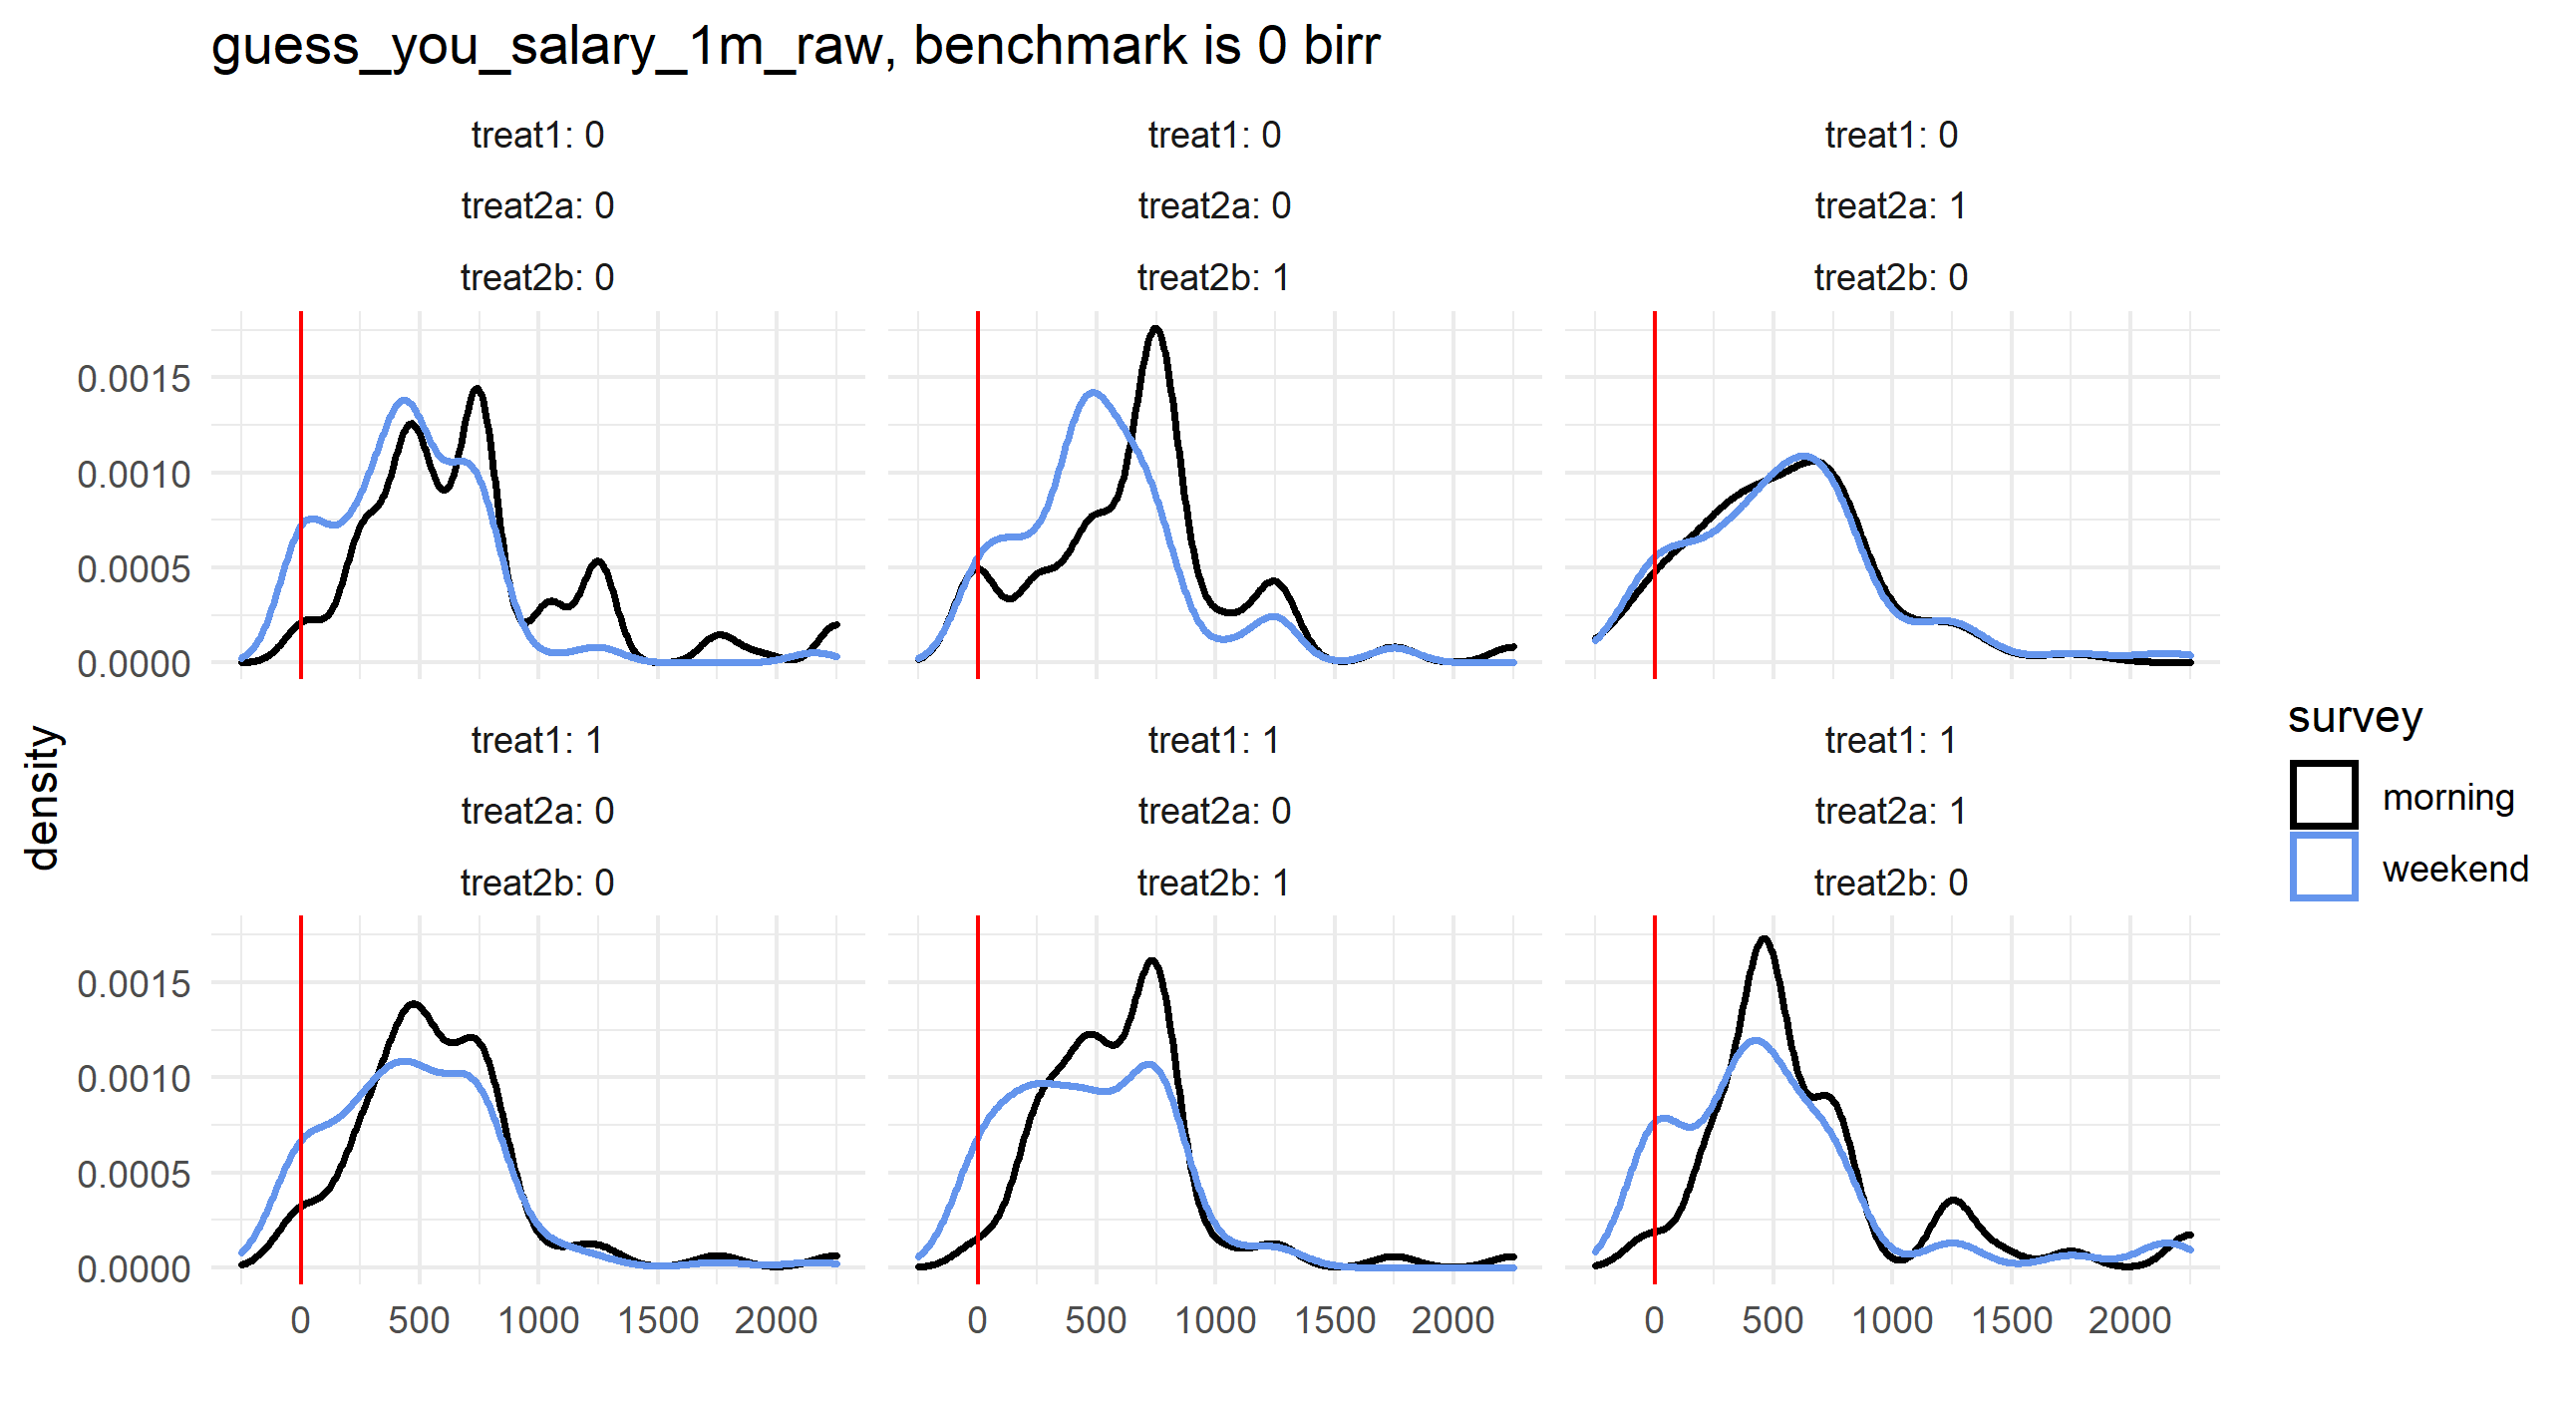 guess_you_salary_1m_raw, benchmark is 0 birr
treat1: 0 treat1: 0 treat1: 0
treat2a: 0 treat2a: 0 treat2a: 1
treat2b: 0 treat2b: 1 treat2b: 0
0.0015
0.0010
0.0005
0.0000
treat1: 1 treat1: 1 treat1: 1
treat2a: 0 treat2a: 0 treat2a: 1
treat2b: 0 treat2b: 1 treat2b: 0
0.0015
0.0010
0.0005
0.0000
0 500 1000 1500 2000 0 500 1000 1500 2000 0 500 1000 1500 2000
density
survey
morning
weekend